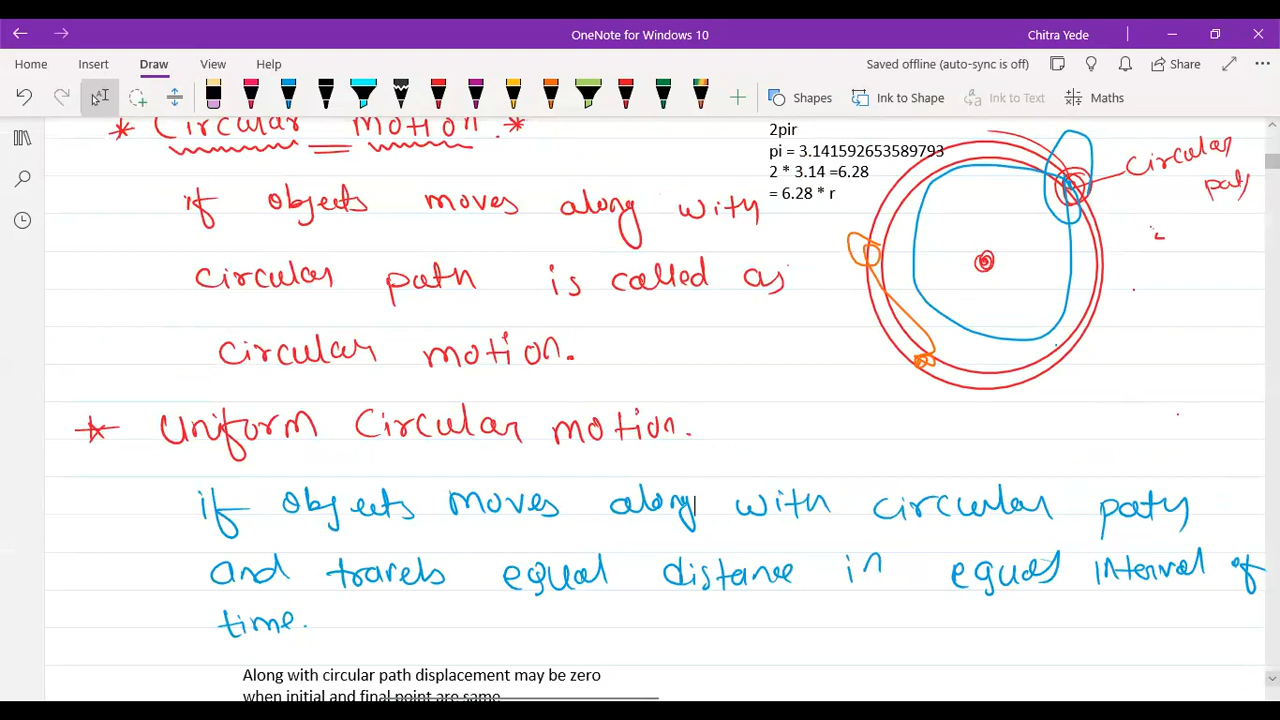 OneNote for Windows 10
Chitra Yede
Home Insert Draw View Help
Saved offline (auto-sync is off)
Share
Shapes
Ink to Shape
Ink to Text
Maths
* Circular = motion. *
2pir
pi = 3.141592653589793
2 * 3.14 =6.28
= 6.28 * r
Circular
path
if objects moves along with
circular path is called as
circular motion.
* Uniform Circular motion.
if objects moves along with circular path
and travels equal distance in equal interval of
time.
Along with circular path displacement may be zero
when initial and final point are same